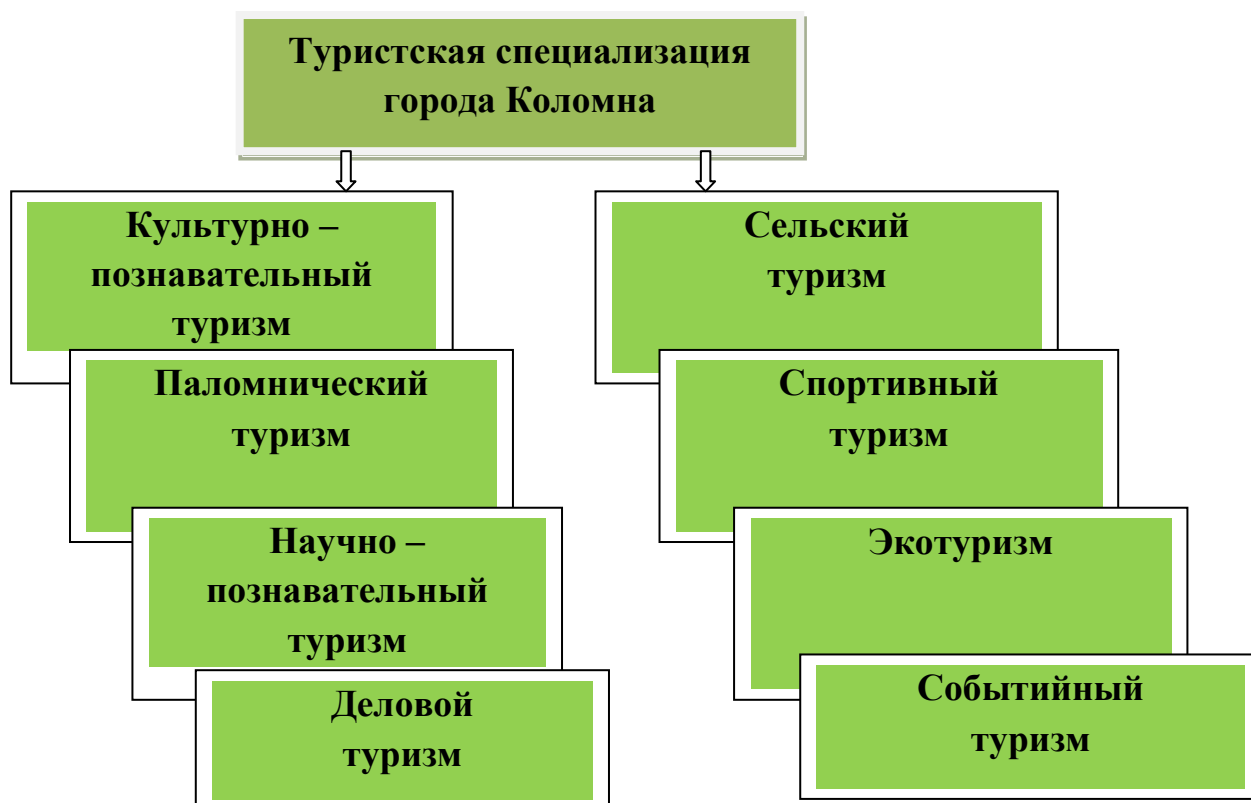 Туристская специализация
города Коломна
Культурно –
познавательный
туризм
Паломнический
туризм
Научно –
познавательный
туризм
Деловой
туризм
Сельский
туризм
Спортивный
туризм
Экотуризм
Событийный
туризм